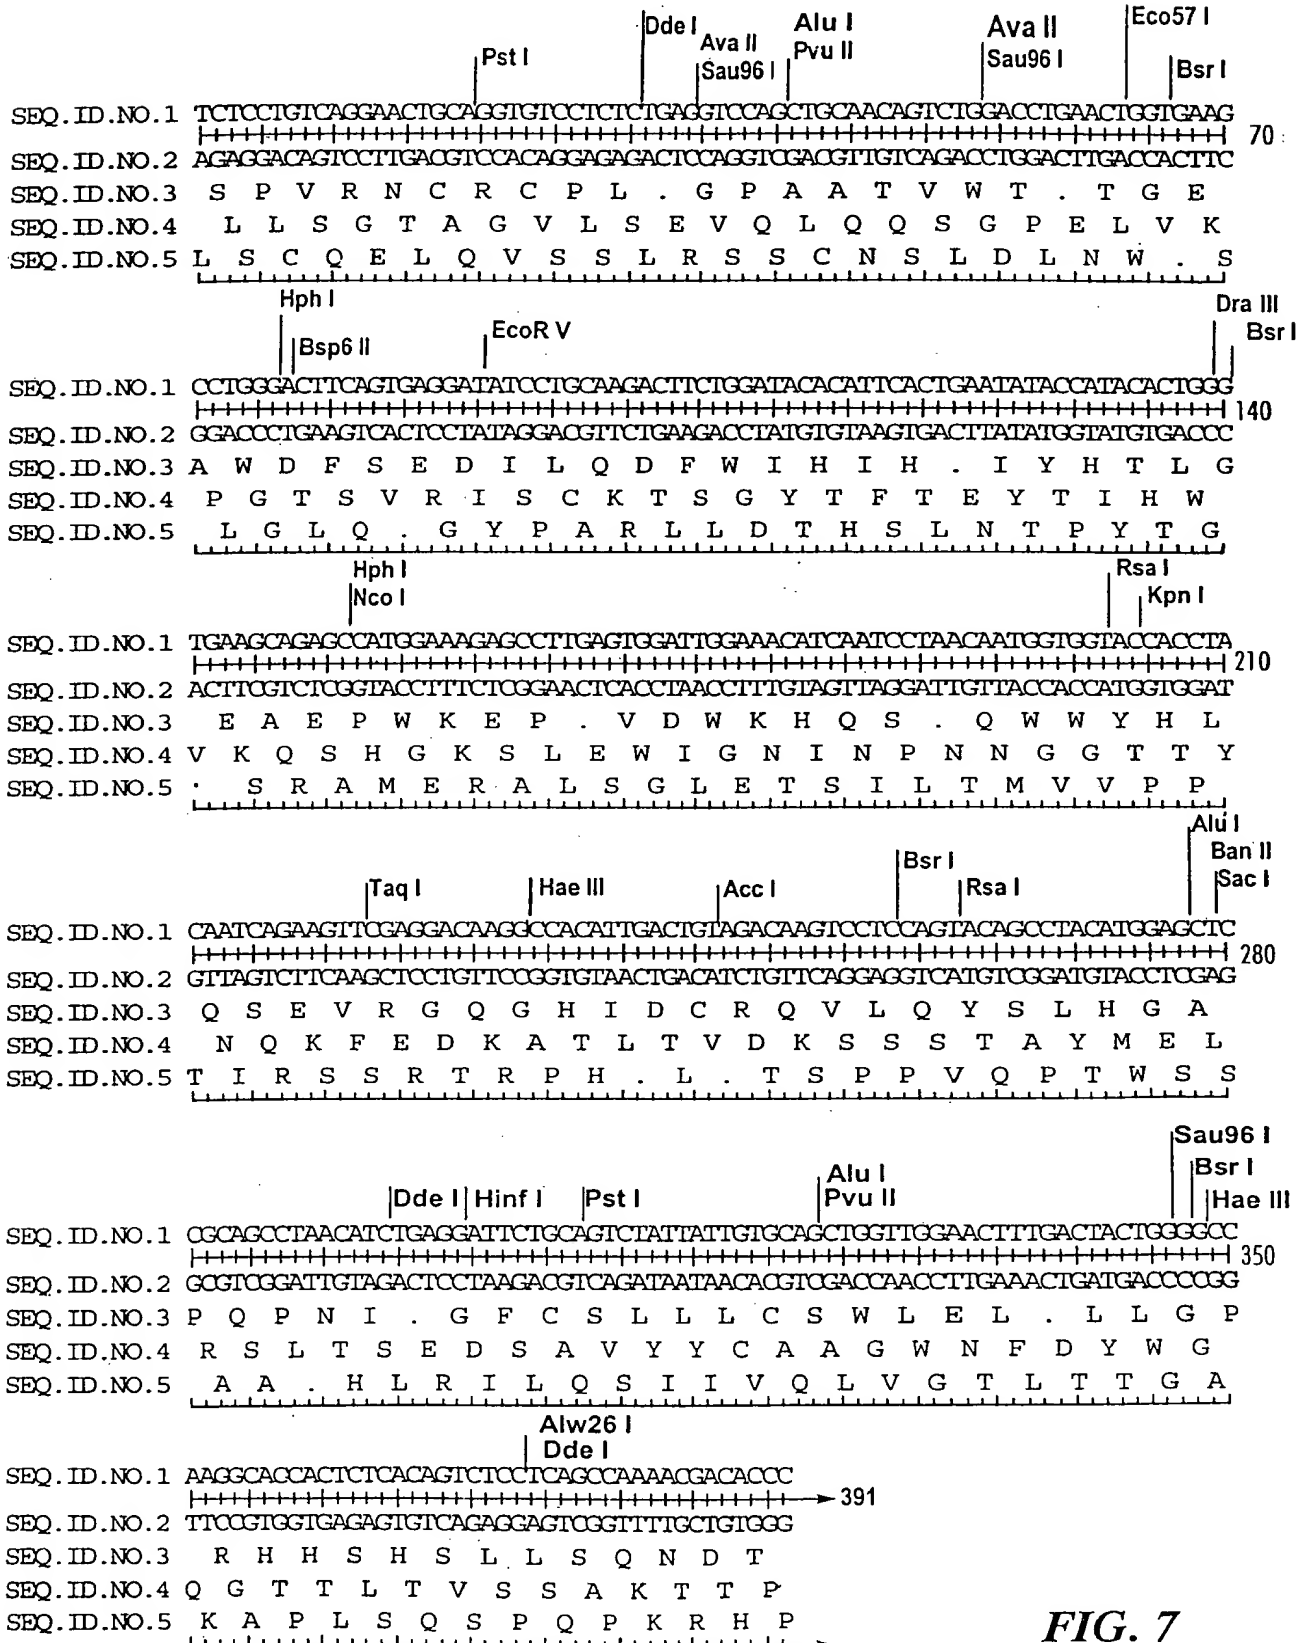 Dde I Alu I Ava II Eco57 I
Pst I Ava II Pvu II Sau96 I Bsr I
Sau96 I
SEQ.ID.NO.1 TCTCCTGTCAGGAACTGCAGGTGTCCTCTCTGAGGTCCAGCTGCAACAGTCTGGACCTGAACTGGTGAAG
70
SEQ.ID.NO.2 AGAGGACAGTCCTTGACGTCCACAGGAGAGACTCCAGGTCGACGTTGTCAGACCTGGACTTGACCACTTC
SEQ.ID.NO.3 S P V R N C R C P L . G P A A T V W T . T G E
SEQ.ID.NO.4 L L S G T A G V L S E V Q L Q Q S G P E L V K
SEQ.ID.NO.5 L S C Q E L Q V S S L R S S C N S L D L N W . S
Hph I Dra III
Bsp6 II EcoR V Bsr I
SEQ.ID.NO.1 CCTGGGACTTCAGTGAGGATATCCTGCAAGACTTCTGGATACACATTCACTGAATATACCATACACTGGG
140
SEQ.ID.NO.2 GGACCCTGAAGTCACTCCTATAGGACGTTCTGAAGACCTATGTGTAAGTGACTTATATGGTATGTGACCC
SEQ.ID.NO.3 A W D F S E D I L Q D F W I H I H . I Y H T L G
SEQ.ID.NO.4 P G T S V R I S C K T S G Y T F T E Y T I H W
SEQ.ID.NO.5 L G L Q . G Y P A R L L D T H S L N T P Y T G
Hph I Rsa I
Nco I Kpn I
SEQ.ID.NO.1 TGAAGCAGAGCCATGGAAAGAGCCTTGAGTGGATTGGAAACATCAATCCTAACAATGGTGGTACCACCTA
210
SEQ.ID.NO.2 ACTTCGTCTCGGTACCTTTCTCGGAACTCACCTAACCTTTGTAGTTAGGATTGTTACCACCATGGTGGAT
SEQ.ID.NO.3 E A E P W K E P . V D W K H Q S . Q W W Y H L
SEQ.ID.NO.4 V K Q S H G K S L E W I G N I N P N N G G T T Y
SEQ.ID.NO.5 . S R A M E R A L S G L E T S I L T M V V P P
Alu I
Bsr I Ban II
Taq I Hae III Acc I Rsa I Sac I
SEQ.ID.NO.1 CAATCAGAAGTTCGAGGACAAGGCCACATTGACTGTAGACAAGTCCTCCAGTACAGCCTACATGGAGCTC
280
SEQ.ID.NO.2 GTTAGTCTTCAAGCTCCTGTTCCGGTGTAACTGACATCTGTTCAGGAGGTCATGTCGGATGTACCTCGAG
SEQ.ID.NO.3 Q S E V R G Q G H I D C R Q V L Q Y S L H G A
SEQ.ID.NO.4 N Q K F E D K A T L T V D K S S S T A Y M E L
SEQ.ID.NO.5 T I R S S R T R P H . L . T S P P V Q P T W S S
Sau96 I
Alu I Bsr I
Dde I Hinf I Pst I Pvu II Hae III
SEQ.ID.NO.1 CGCAGCCTAACATCTGAGGATTCTGCAGTCTATTATTGTGCAGCTGGTTGGAACTTTGACTACTGGGGCC
350
SEQ.ID.NO.2 GCGTCGGATTGTAGACTCCTAAGACGTCAGATAATAACACGTCGACCAACCTTGAAACTGATGACCCCGG
SEQ.ID.NO.3 P Q P N I . G F C S L L L C S W L E L . L L G P
SEQ.ID.NO.4 R S L T S E D S A V Y Y C A A G W N F D Y W G
SEQ.ID.NO.5 A A . H L R I L Q S I I V Q L V G T L T T G A
Alw26 I
Dde I
SEQ.ID.NO.1 AAGGCACCACTCTCACAGTCTCCTCAGCCAAAACGACACCC
391
SEQ.ID.NO.2 TTCCGTGGTGAGAGTGTCAGAGGAGTCGGTTTTGCTGTGGG
SEQ.ID.NO.3 R H H S H S L L S Q N D T
SEQ.ID.NO.4 Q G T T L T V S S A K T T P
SEQ.ID.NO.5 K A P L S Q S P Q P K R H P
FIG. 7